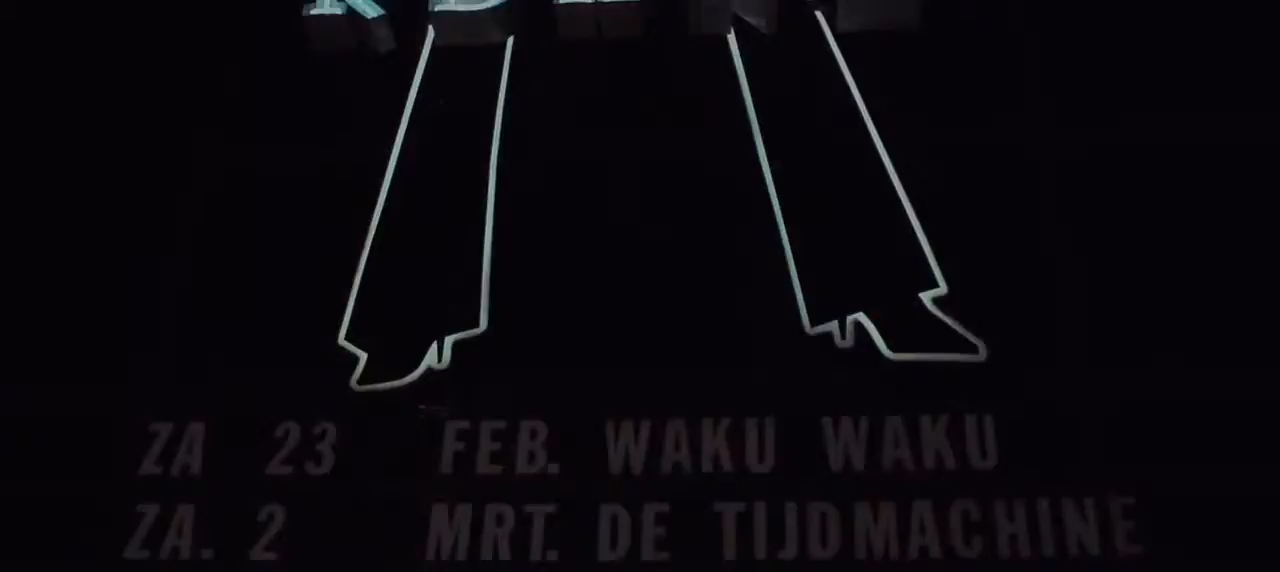 ZA 23 FEB. WAKU WAKU
ZA. 2 MRT. DE TIJDMACHINE